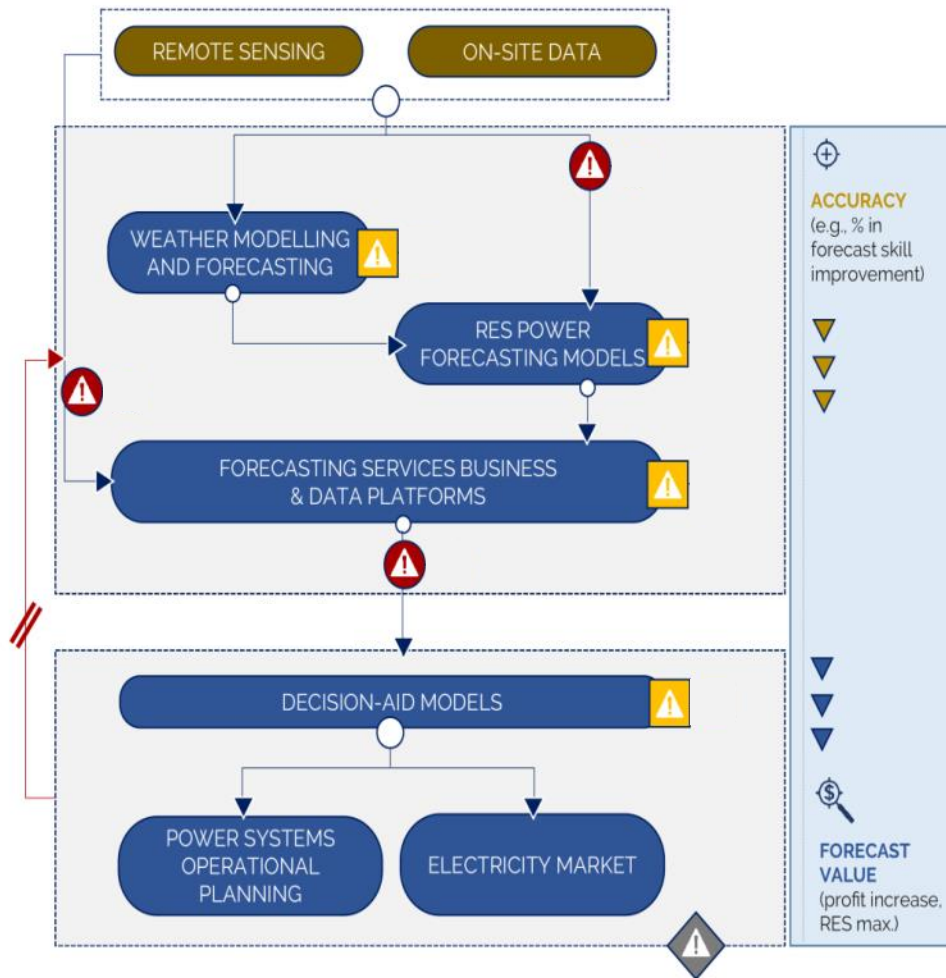 REMOTE SENSING
ON-SITE DATA
WEATHER MODELLING
AND FORECASTING
RES POWER
FORECASTING MODELS
FORECASTING SERVICES BUSINESS
& DATA PLATFORMS
DECISION-AID MODELS
POWER SYSTEMS
OPERATIONAL
PLANNING
ELECTRICITY MARKET
ACCURACY
(e.g., % in
forecast skill
improvement)
$
FORECAST
VALUE
(profit increase,
RES max.)